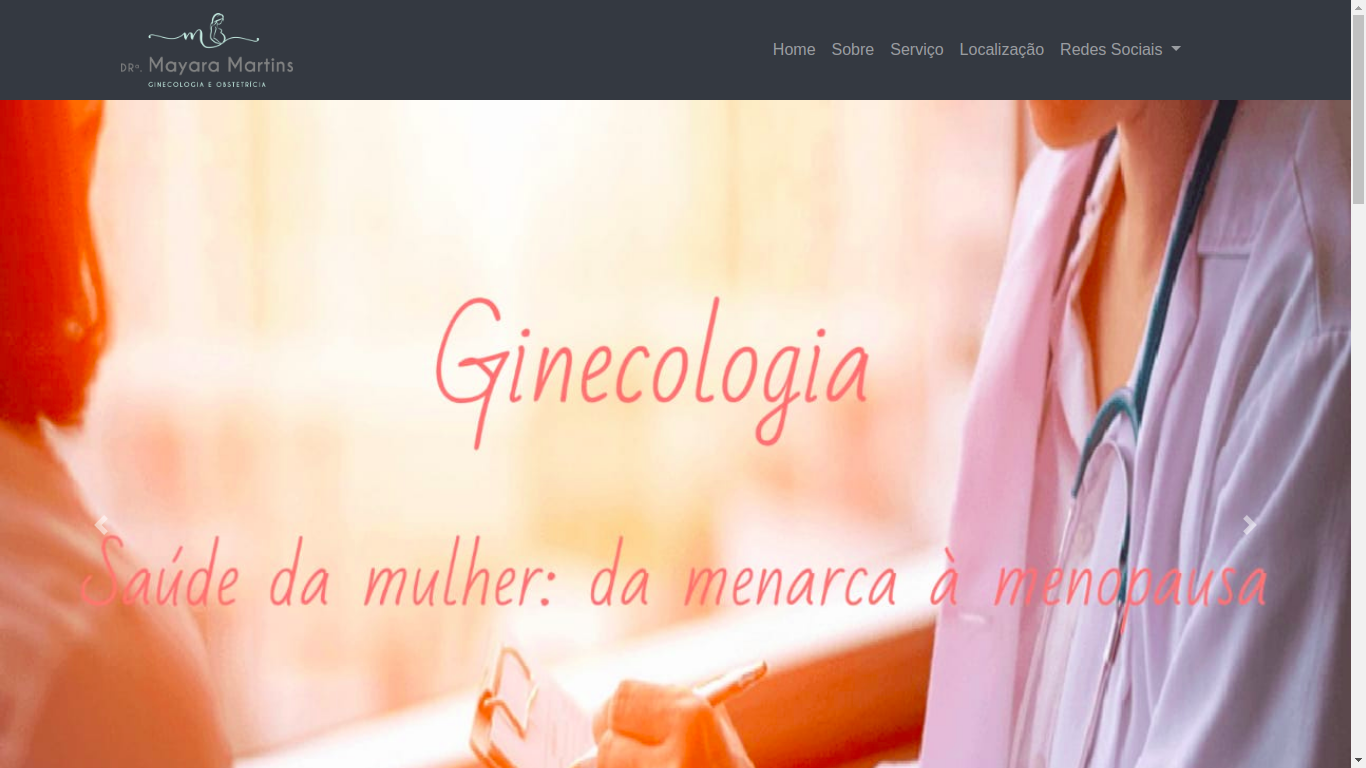 DRª. Mayara Martins
GINECOLOGIA E OBSTETRÍCIA
Home Sobre Serviço Localização Redes Sociais
Ginecologia
Saúde da mulher: da menarca à menopausa